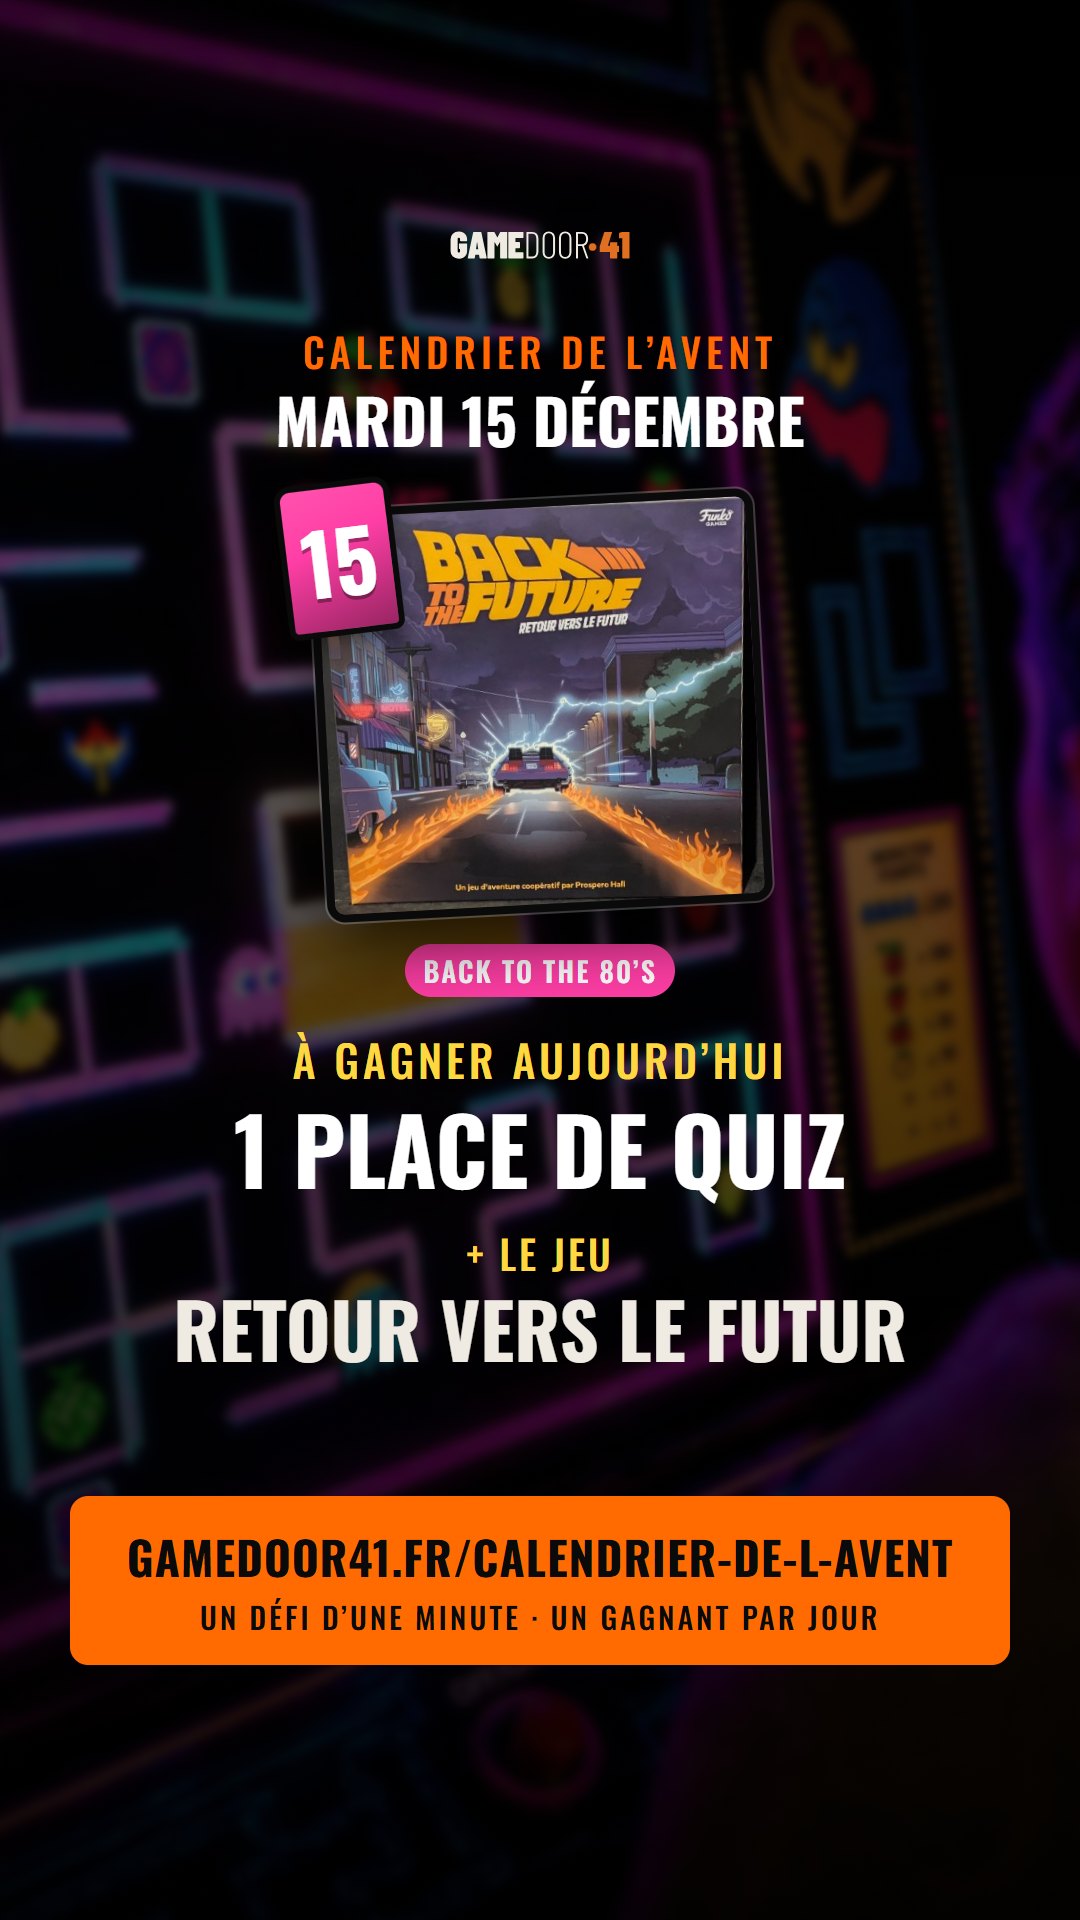 GAMEDOOR•41
CALENDRIER DE L’AVENT
MARDI 15 DÉCEMBRE
15
Funko
GAMES
BACK
TO THE FUTURE
RETOUR VERS LE FUTUR
Un jeu d'aventure coopératif par Prospero Hall
BACK TO THE 80’S
À GAGNER AUJOURD’HUI
1 PLACE DE QUIZ
+ LE JEU
RETOUR VERS LE FUTUR
GAMEDOOR41.FR/CALENDRIER-DE-L-AVENT
UN DÉFI D’UNE MINUTE · UN GAGNANT PAR JOUR